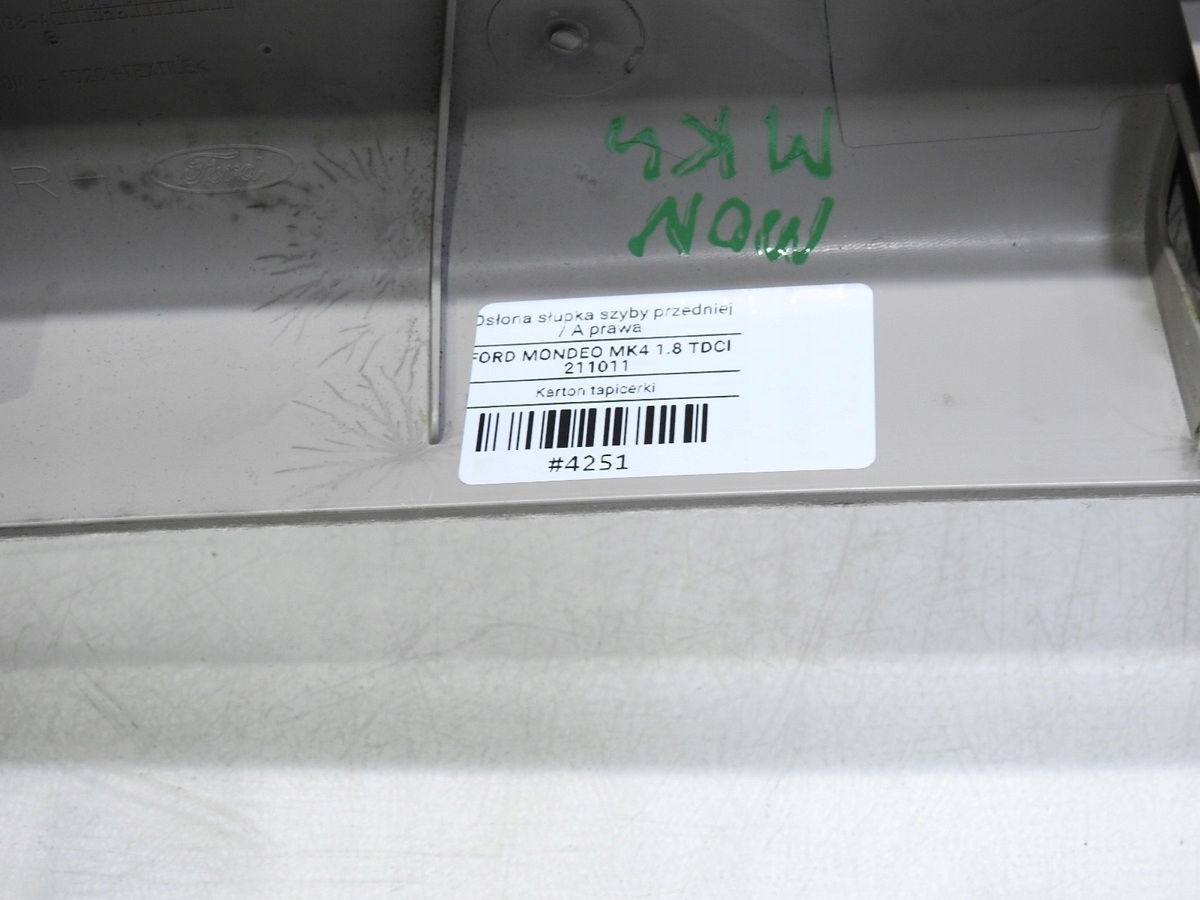 R-
Ford
MK4
MON
Osłona słupka szyby przedniej
/ A prawa
FORD MONDEO MK4 1.8 TDCI
211011
Karton tapicerki
#4251